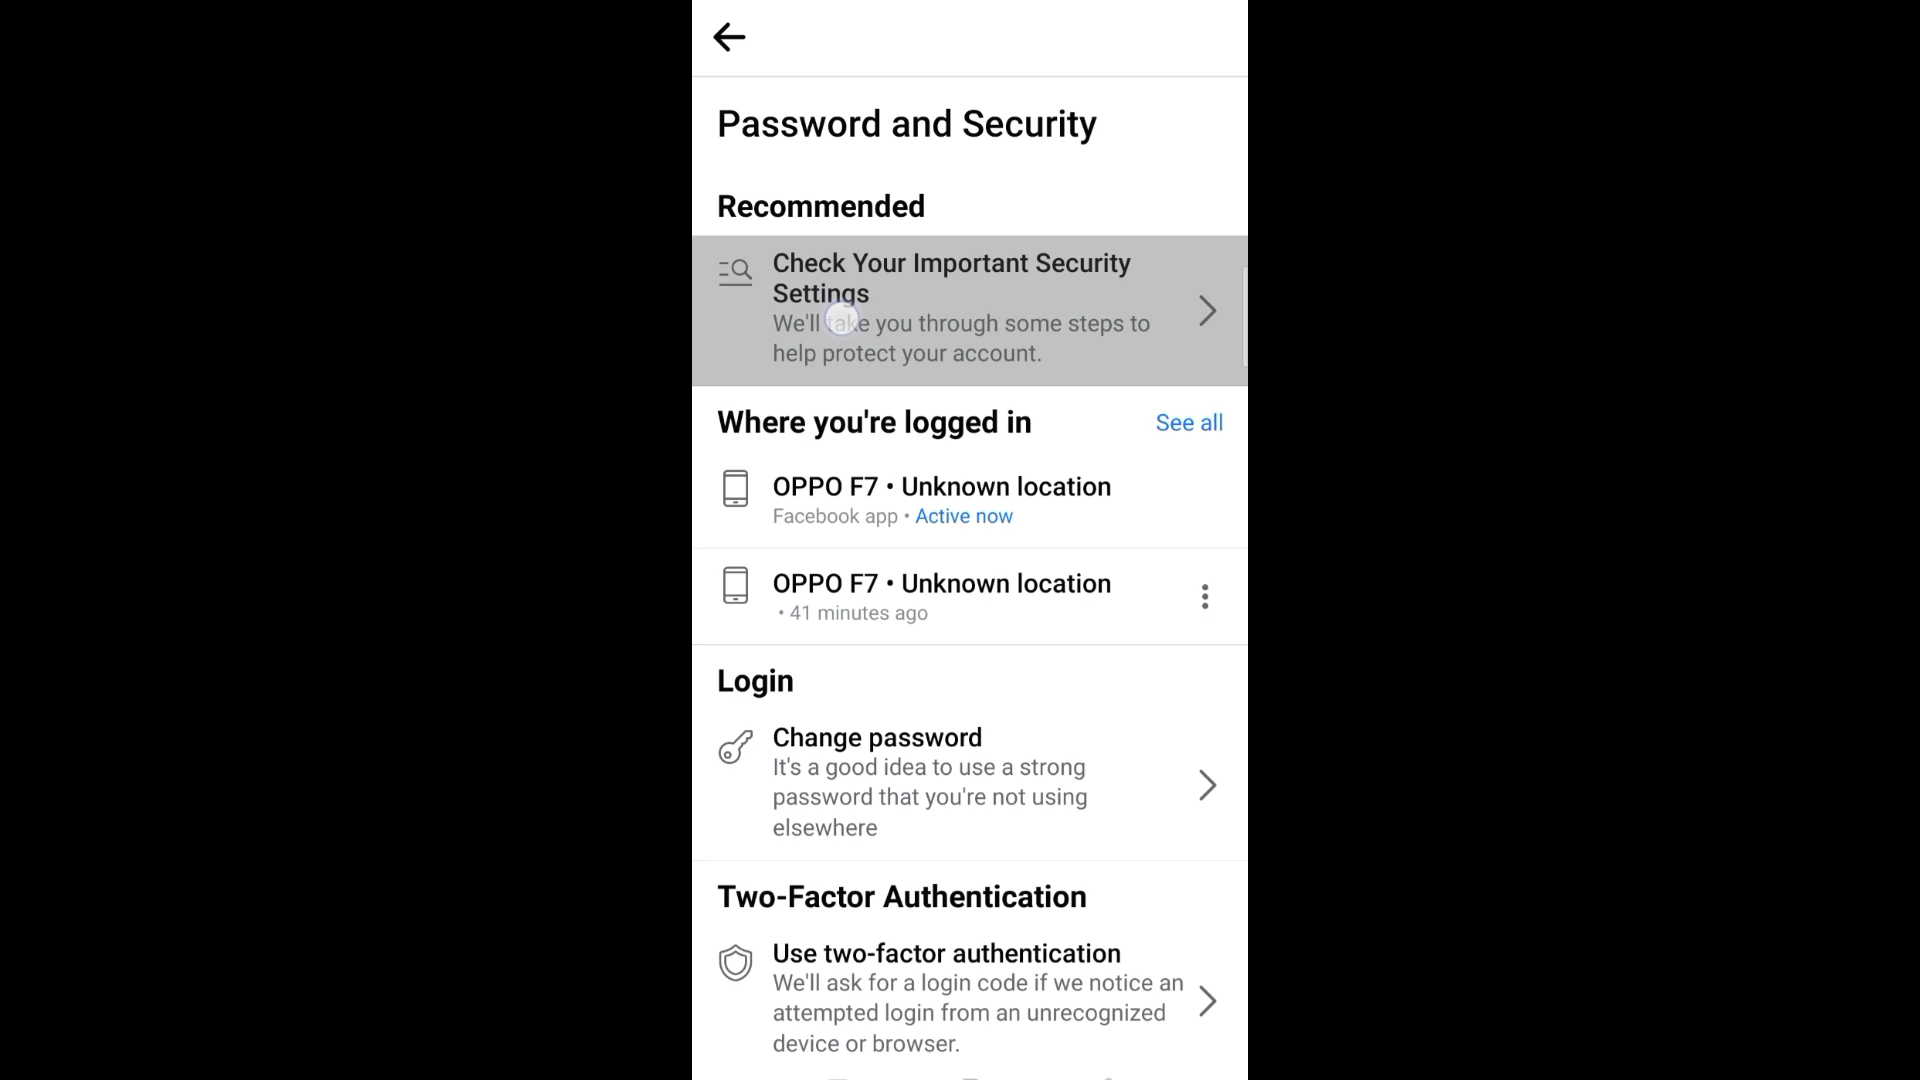 Password and Security
Recommended
Check Your Important Security
Settings
We'll take you through some steps to
help protect your account.
Where you're logged in
See all
OPPO F7 • Unknown location
Facebook app • Active now
OPPO F7 • Unknown location
• 41 minutes ago
Login
Change password
It's a good idea to use a strong
password that you're not using
elsewhere
Two-Factor Authentication
Use two-factor authentication
We'll ask for a login code if we notice an
attempted login from an unrecognized
device or browser.